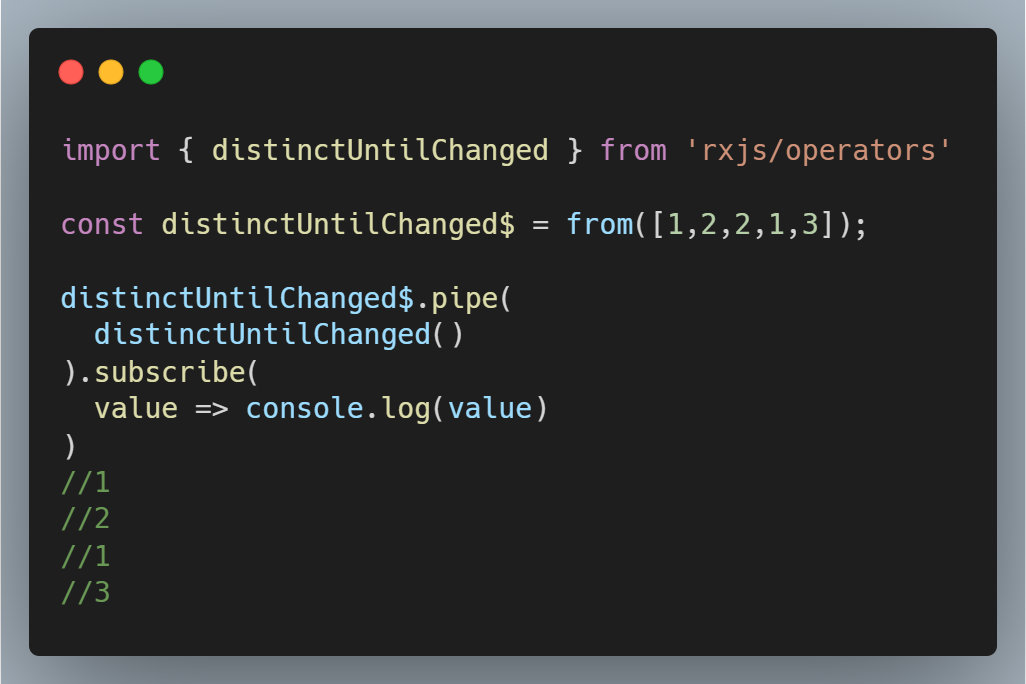 import { distinctUntilChanged } from 'rxjs/operators'
const distinctUntilChanged$ = from([1,2,2,1,3]);
distinctUntilChanged$.pipe(
  distinctUntilChanged()
).subscribe(
  value => console.log(value)
)
//1
//2
//1
//3